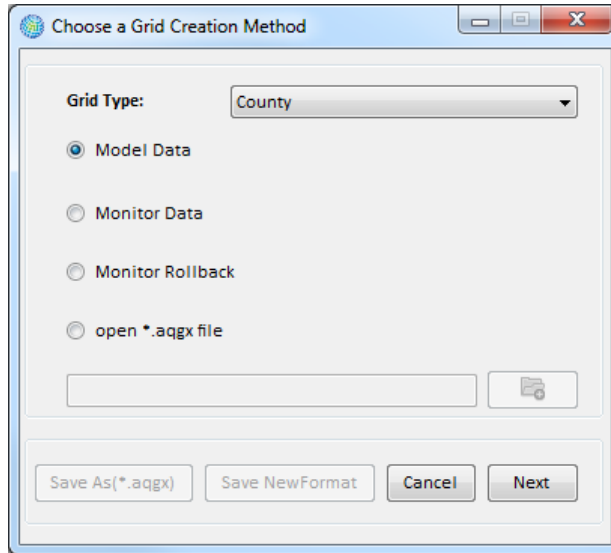 Choose a Grid Creation Method
Grid Type: County
Model Data
Monitor Data
Monitor Rollback
open *.aqgx file
Save As(*.aqgx) Save NewFormat Cancel Next